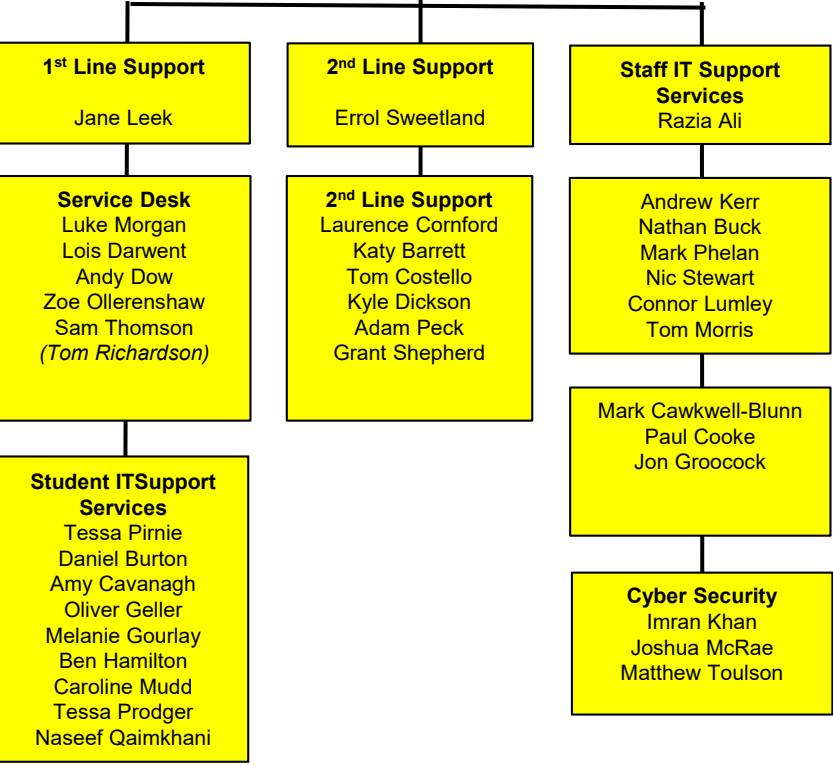 1st Line Support
Jane Leek
Service Desk
Luke Morgan
Lois Darwent
Andy Dow
Zoe Ollerenshaw
Sam Thomson
(Tom Richardson)
Student ITSupport
Services
Tessa Pirnie
Daniel Burton
Amy Cavanagh
Oliver Geller
Melanie Gourlay
Ben Hamilton
Caroline Mudd
Tessa Prodger
Naseef Qaimkhani
2nd Line Support
Errol Sweetland
2nd Line Support
Laurence Cornford
Katy Barrett
Tom Costello
Kyle Dickson
Adam Peck
Grant Shepherd
Staff IT Support
Services
Razia Ali
Andrew Kerr
Nathan Buck
Mark Phelan
Nic Stewart
Connor Lumley
Tom Morris
Mark Cawkwell-Blunn
Paul Cooke
Jon Groocock
Cyber Security
Imran Khan
Joshua McRae
Matthew Toulson